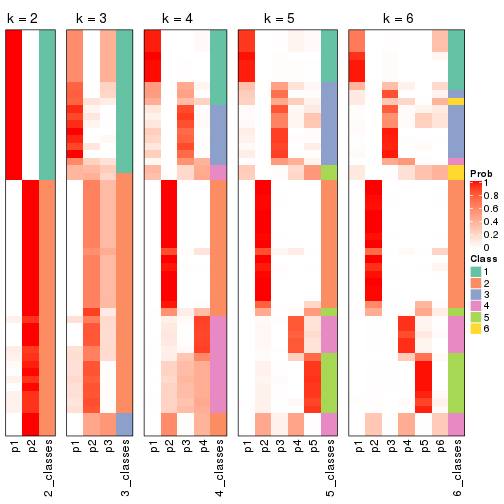 k = 2
k = 3
k = 4
k = 5
k = 6
Prob
1
0.8
0.6
0.4
0.2
0
Class
1
2
3
4
5
6
p1
p2
2_classes
p1
p2
p3
3_classes
p1
p2
p3
p4
4_classes
p1
p2
p3
p4
p5
5_classes
p1
p2
p3
p4
p5
p6
6_classes